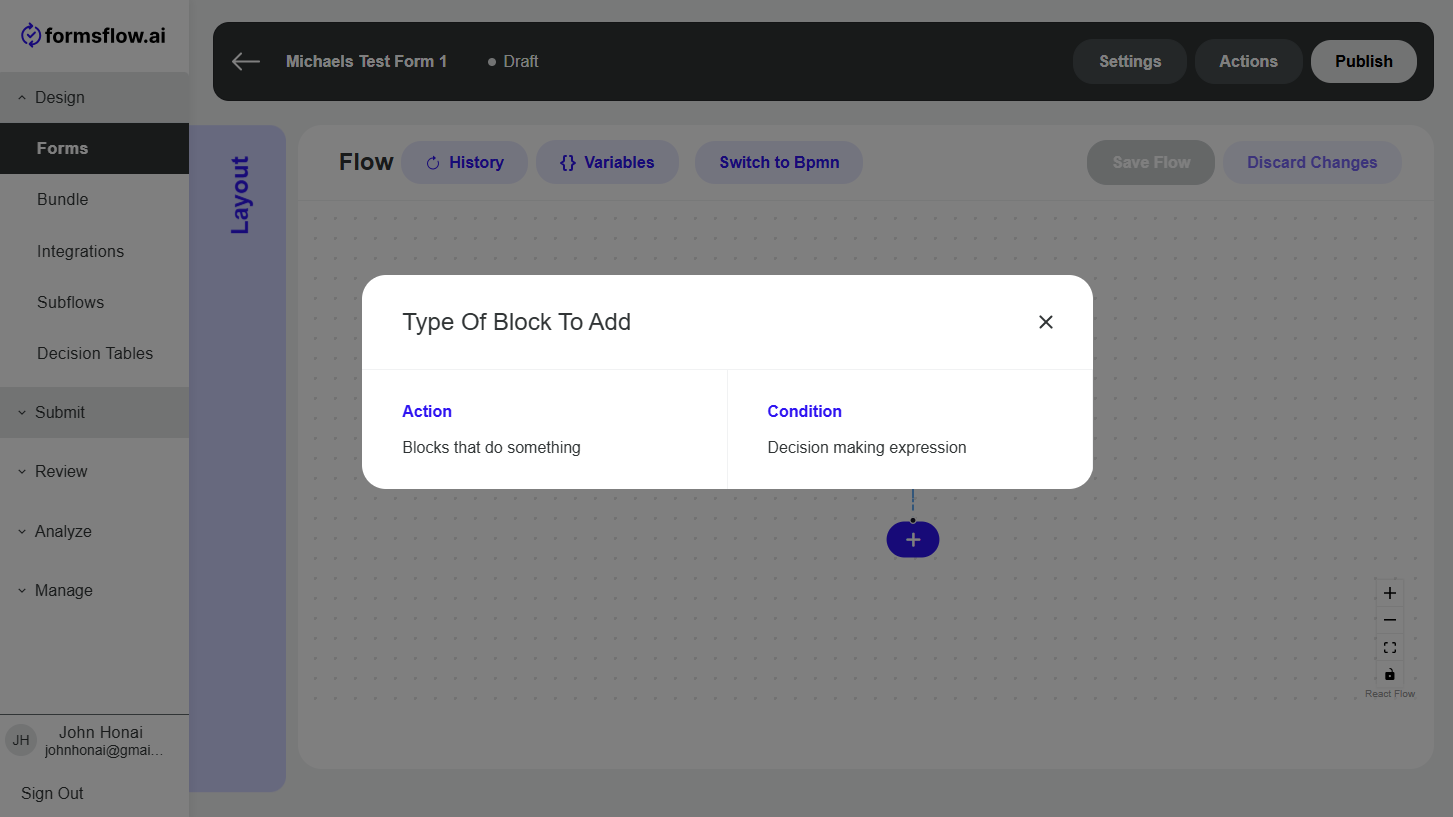 formsflow.ai
Design
Forms
Bundle
Integrations
Subflows
Decision Tables
Submit
Review
Analyze
Manage
JH
John Honai
johnhonai@gmai...
Sign Out
Michaels Test Form 1
Draft
Settings
Actions
Publish
Layout
Flow
History
{} Variables
Switch to Bpmn
Save Flow
Discard Changes
Type Of Block To Add
Action
Blocks that do something
Condition
Decision making expression
React Flow